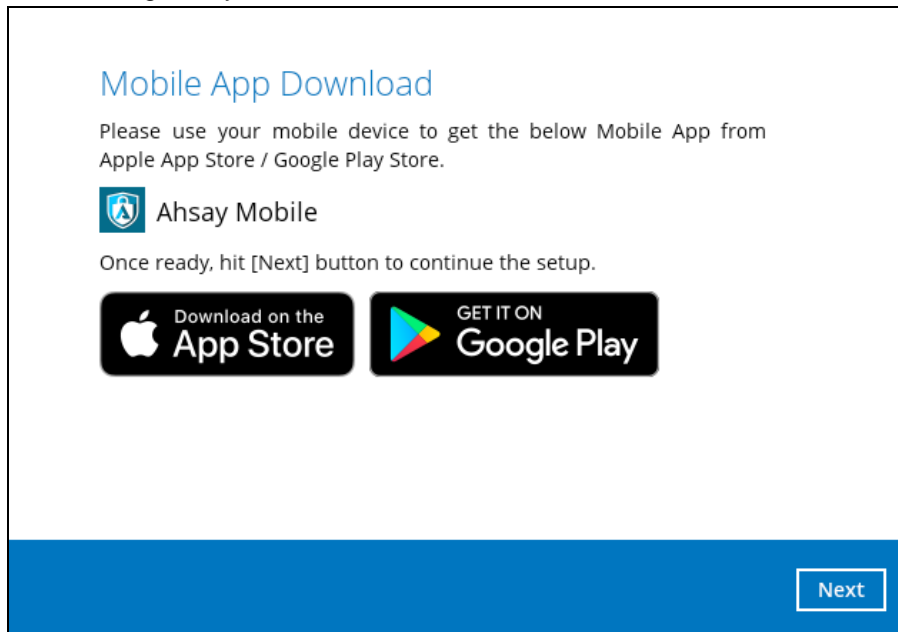 Mobile App Download
Please use your mobile device to get the below Mobile App from
Apple App Store / Google Play Store.
Ahsay Mobile
Once ready, hit [Next] button to continue the setup.
Download on the
App Store
GET IT ON
Google Play
Next